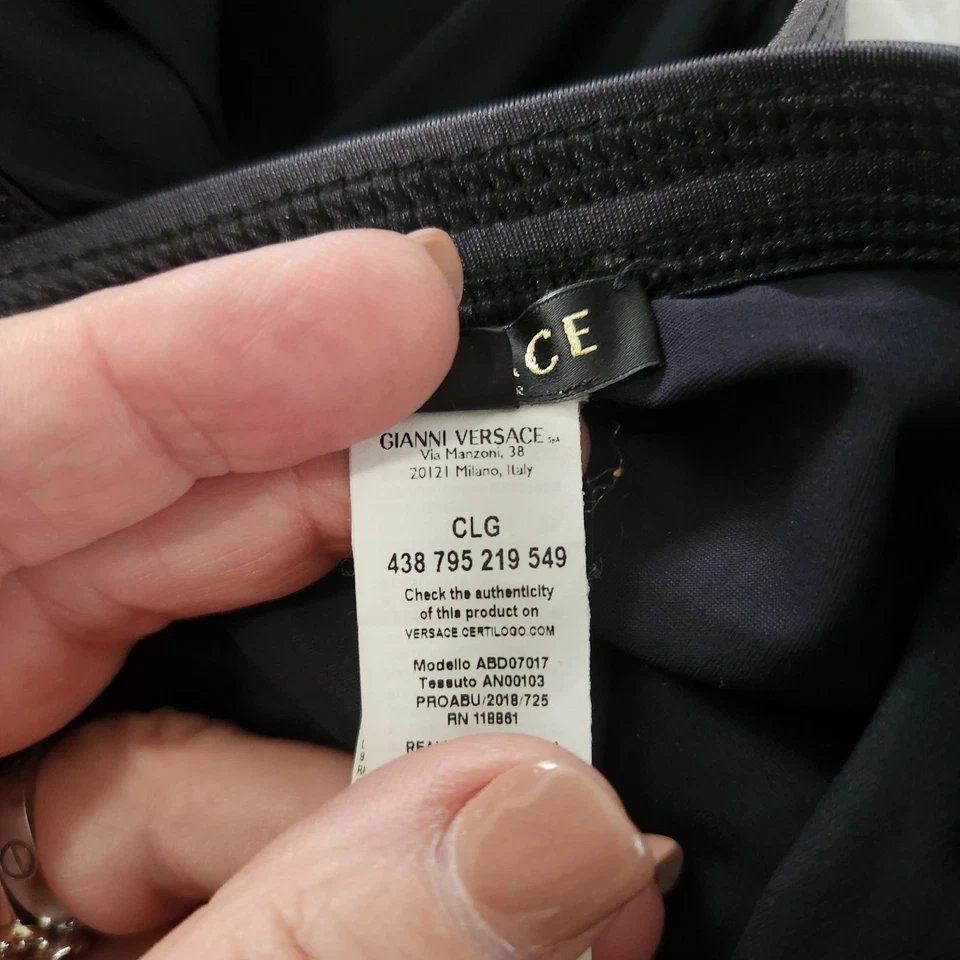 CE
GIANNI VERSACE SpA
Via Manzoni, 38
20121 Milano, Italy
CLG
438 795 219 549
Check the authenticity
of this product on
VERSACE.CERTILOGO.COM
Modello ABD07017
Tessuto AN00103
PROABU/2018/725
RN 118861